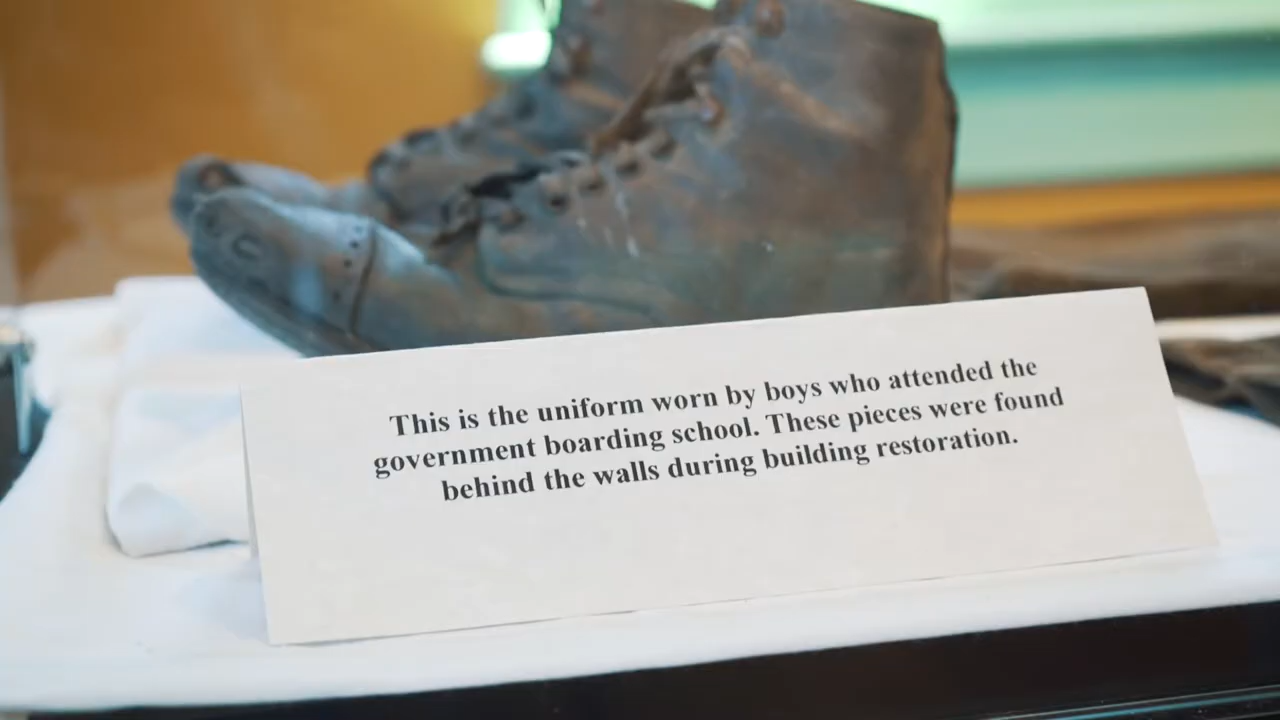 This is the uniform worn by boys who attended the
government boarding school. These pieces were found
behind the walls during building restoration.